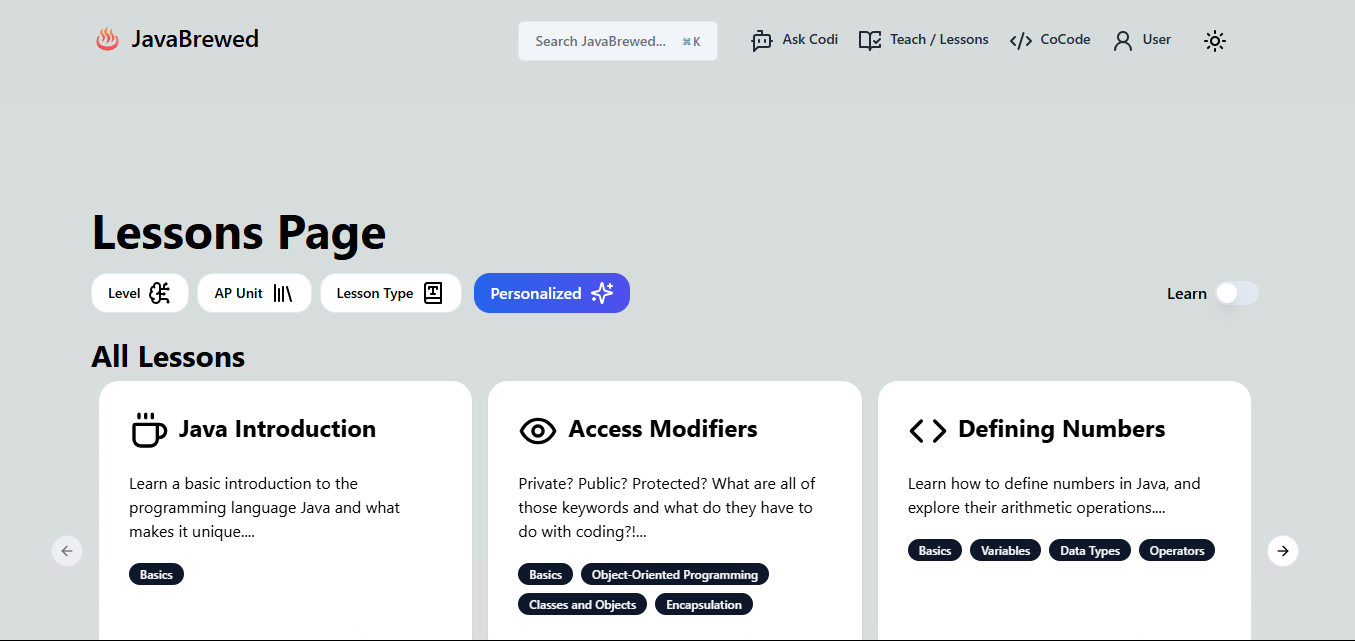 JavaBrewed
Search JavaBrewed... ⌘K
Ask Codi
Teach / Lessons
CoCode
User
Lessons Page
Level
AP Unit
Lesson Type
Personalized
Learn
All Lessons
Java Introduction
Learn a basic introduction to the
programming language Java and what
makes it unique....
Basics
Access Modifiers
Private? Public? Protected? What are all of
those keywords and what do they have to
do with coding?!...
Basics
Object-Oriented Programming
Classes and Objects
Encapsulation
Defining Numbers
Learn how to define numbers in Java, and
explore their arithmetic operations....
Basics
Variables
Data Types
Operators